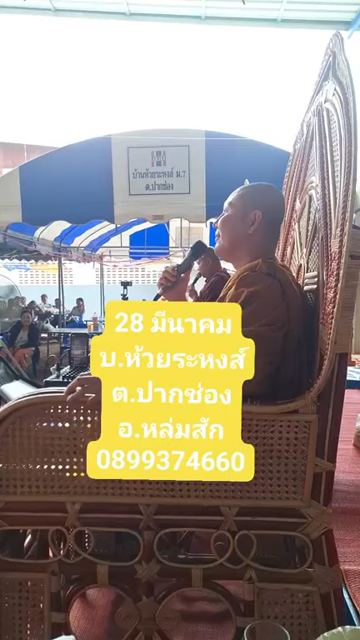 บ้านห้วยระหงส์ ม.7
ต.ปากช่อง
28 มีนาคม
บ.ห้วยระหงส์
ต.ปากช่อง
อ.หล่มสัก
0899374660